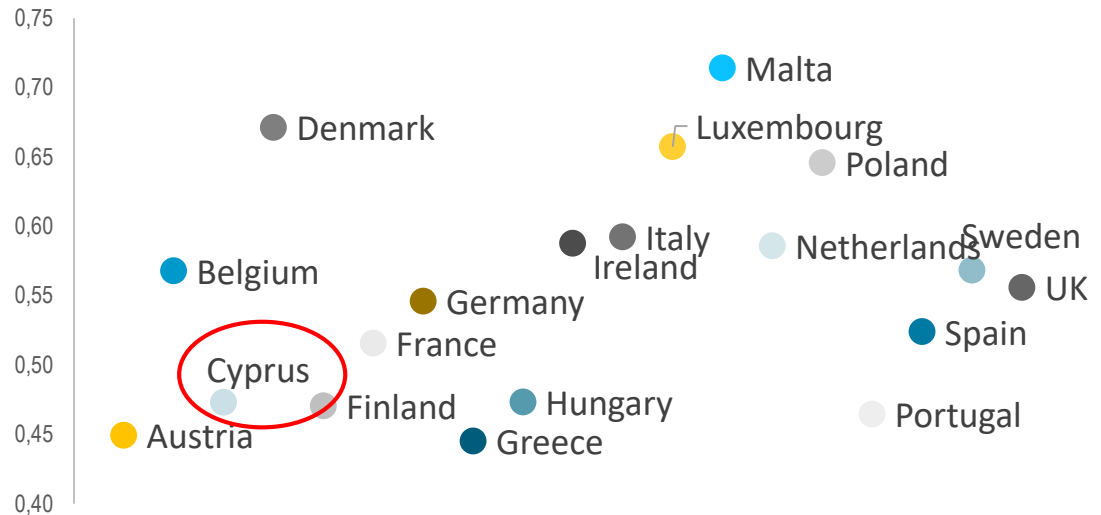 0,75
0,70
0,65
0,60
0,55
0,50
0,45
0,40
Malta
Denmark
Luxembourg
Poland
Italy
Ireland
Netherlands
Sweden
Belgium
UK
Germany
Spain
France
Cyprus
Finland
Hungary
Portugal
Austria
Greece